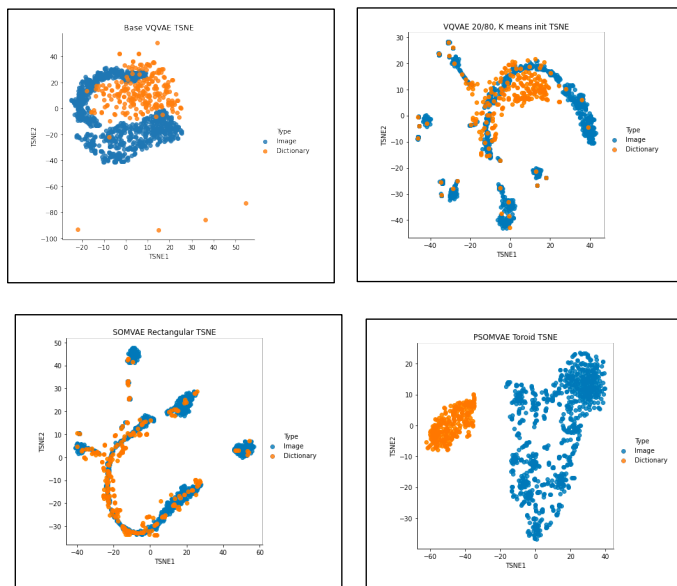 Base VQVAE TSNE
TSNE2
40
20
0
−20
−40
−60
−80
−100
−20
−10
0
10
20
30
40
50
TSNE1
Type
Image
Dictionary
VQVAE 20/80, K means init TSNE
TSNE2
30
20
10
0
−10
−20
−30
−40
−40
−20
0
20
40
TSNE1
Type
Image
Dictionary
SOMVAE Rectangular TSNE
TSNE2
50
40
30
20
10
0
−10
−20
−30
−40
−20
0
20
40
60
TSNE1
Type
Image
Dictionary
PSOMVAE Toroid TSNE
TSNE2
20
10
0
−10
−20
−30
−60
−40
−20
0
20
40
TSNE1
Type
Image
Dictionary